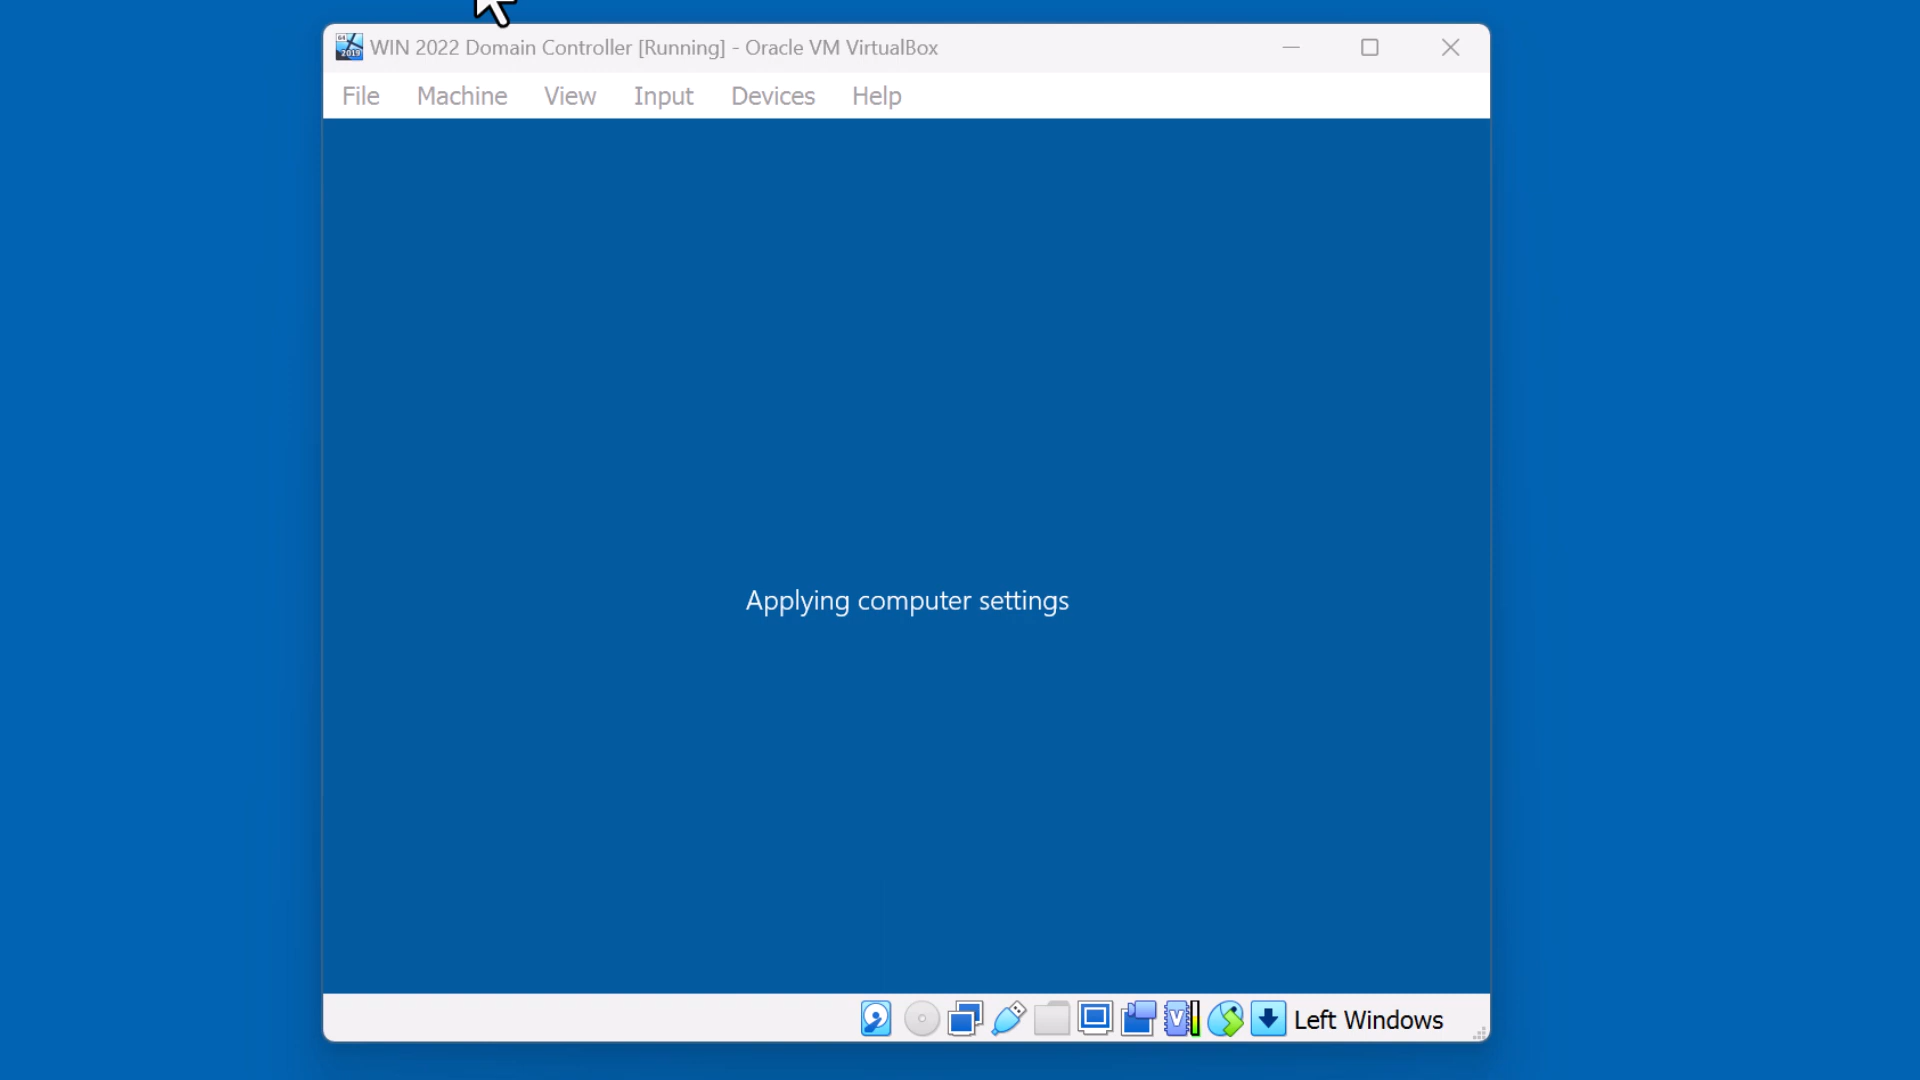 WIN 2022 Domain Controller [Running] - Oracle VM VirtualBox
File Machine View Input Devices Help
Applying computer settings
Left Windows